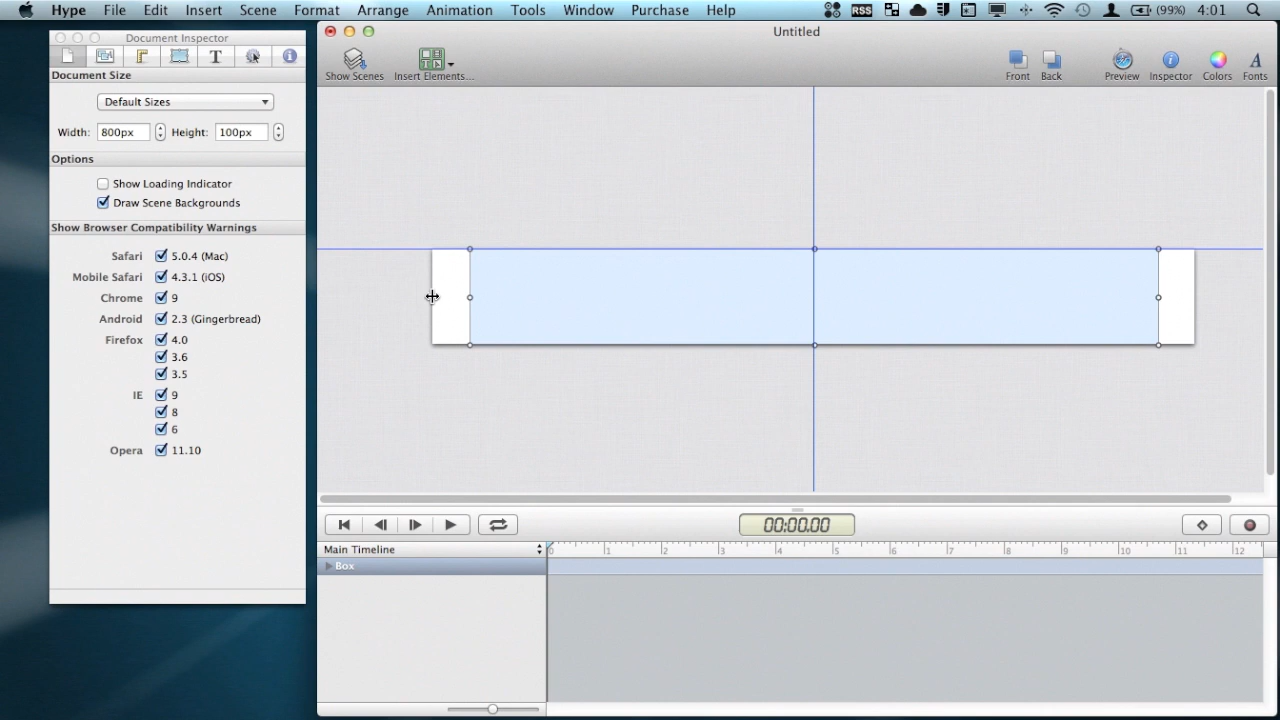 Hype File Edit Insert Scene Format Arrange Animation Tools Window Purchase Help RSS (99%) 4:01
Document Inspector
T
Document Size
Default Sizes
Width: 800px Height: 100px
Options
Show Loading Indicator
Draw Scene Backgrounds
Show Browser Compatibility Warnings
Safari 5.0.4 (Mac)
Mobile Safari 4.3.1 (iOS)
Chrome 9
Android 2.3 (Gingerbread)
Firefox 4.0
3.6
3.5
IE 9
8
6
Opera 11.10
Untitled
Show Scenes Insert Elements... Front Back Preview Inspector Colors Fonts
00:00.00
Main Timeline 0 1 2 3 4 5 6 7 8 9 10 11 12
Box